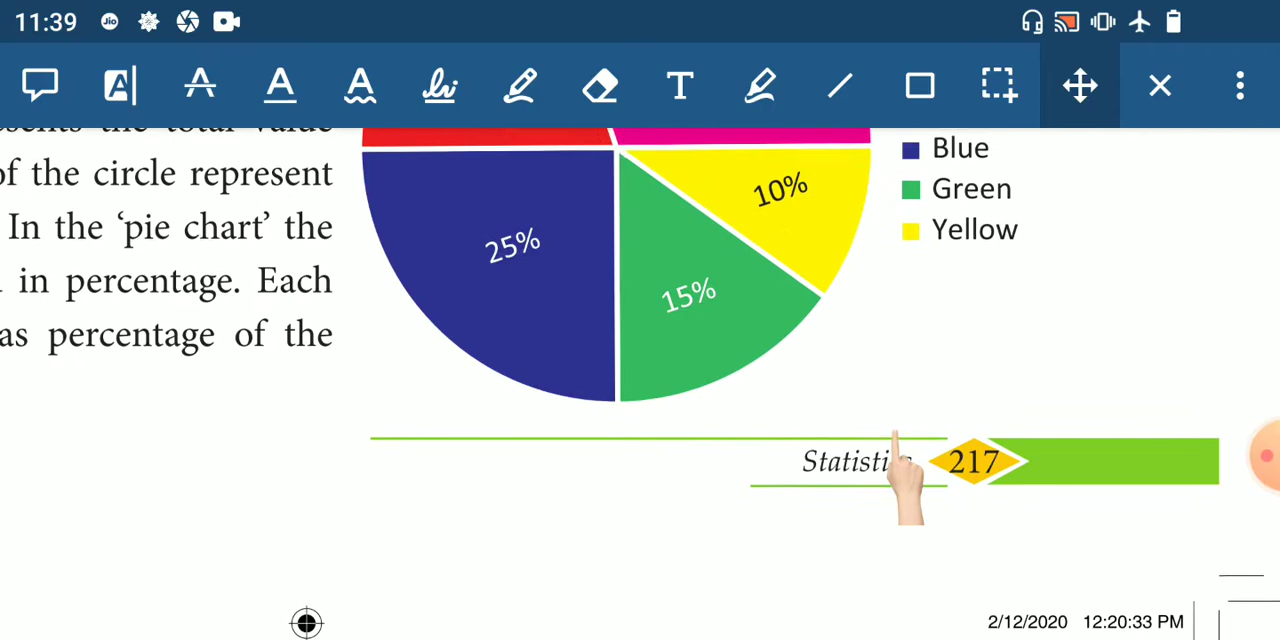 11:39
Jio
of the circle represent
In the ‘pie chart’ the
in percentage. Each
as percentage of the
25%
15%
10%
Blue
Green
Yellow
217
2/12/2020 12:20:33 PM